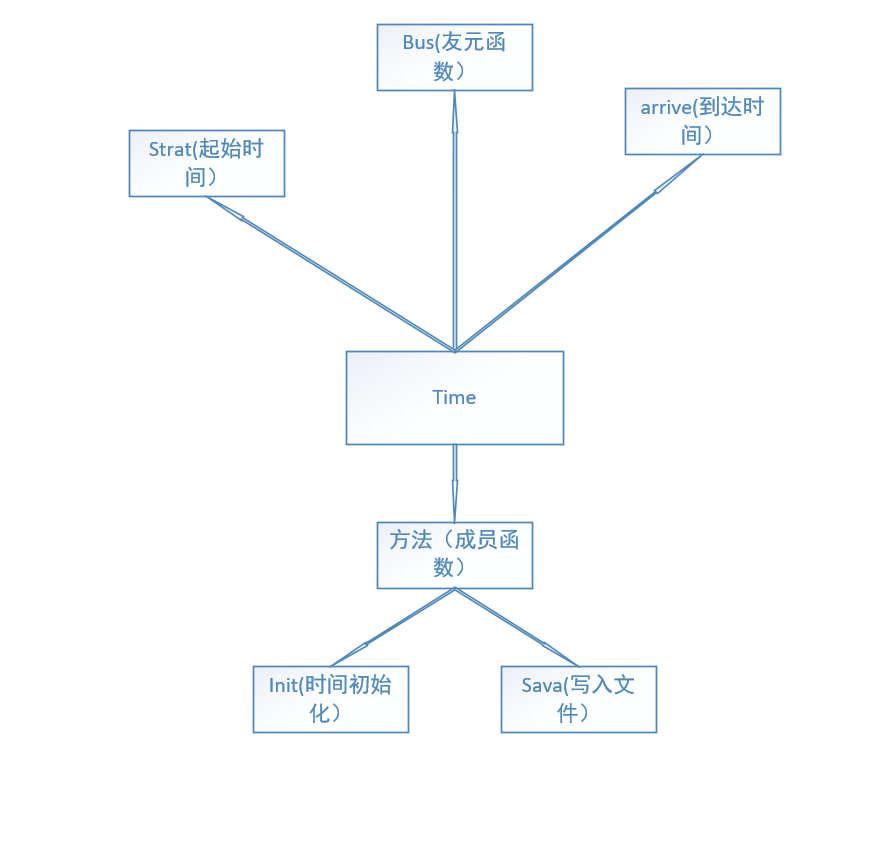 Bus(友元函
数）
arrive(到达时
间）
Strat(起始时
间）
Time
方法（成员函
数）
Init(时间初始
化）
Sava(写入文
件）